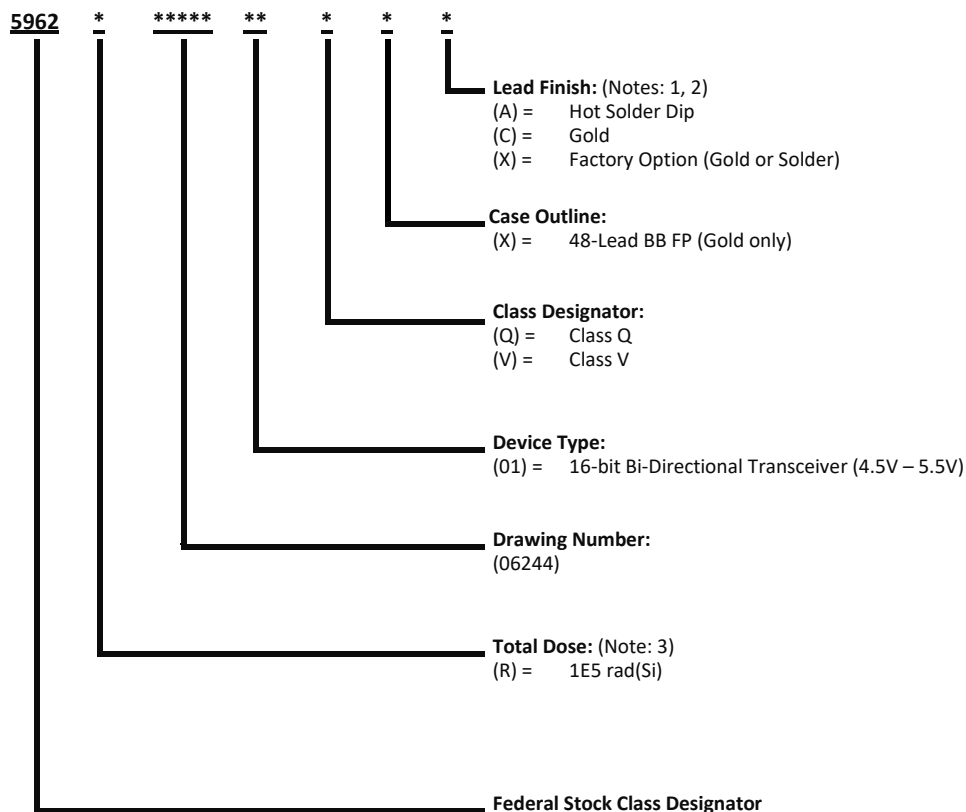 5962 * ***** ** * * *
Lead Finish: (Notes: 1, 2)
(A) = Hot Solder Dip
(C) = Gold
(X) = Factory Option (Gold or Solder)
Case Outline:
(X) = 48-Lead BB FP (Gold only)
Class Designator:
(Q) = Class Q
(V) = Class V
Device Type:
(01) = 16-bit Bi-Directional Transceiver (4.5V – 5.5V)
Drawing Number:
(06244)
Total Dose: (Note: 3)
(R) = 1E5 rad(Si)
Federal Stock Class Designator